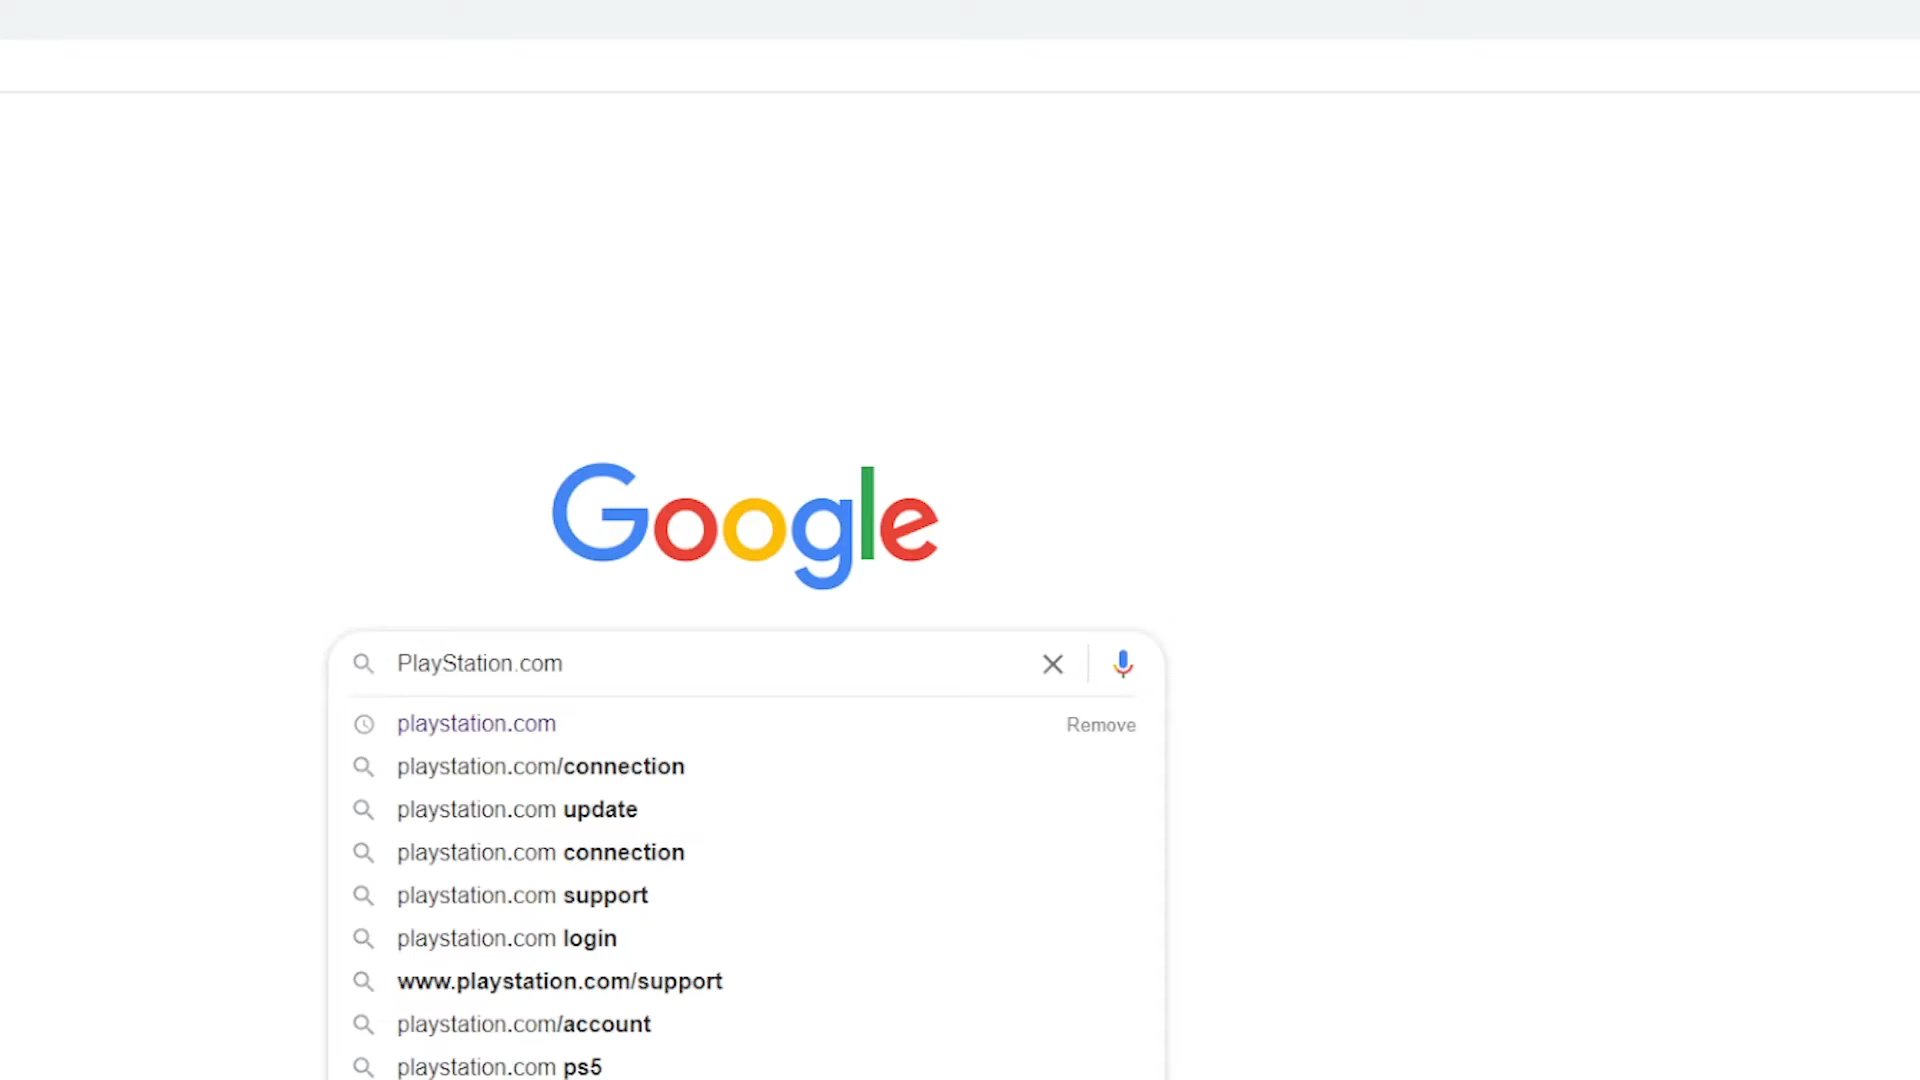 Google
PlayStation.com
playstation.com Remove
playstation.com/connection
playstation.com update
playstation.com connection
playstation.com support
playstation.com login
www.playstation.com/support
playstation.com/account
playstation.com ps5